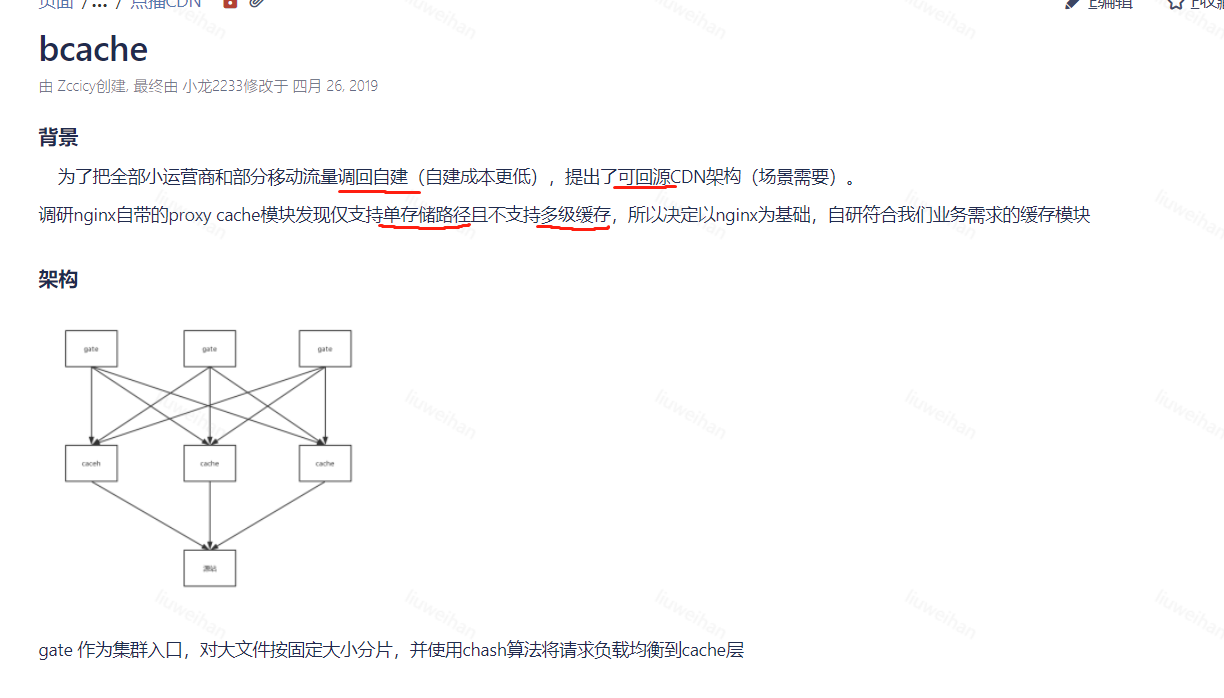 页面 /... / 点播CDN
E编辑
bcache
由 Zccicy创建, 最终由 小龙2233修改于 四月 26, 2019
背景
为了把全部小运营商和部分移动流量调回自建（自建成本更低），提出了可回源CDN架构（场景需要）。
调研nginx自带的proxy cache模块发现仅支持单存储路径且不支持多级缓存，所以决定以nginx为基础，自研符合我们业务需求的缓存模块
架构
gate gate gate
caceh cache cache
源站
gate 作为集群入口，对大文件按固定大小分片，并使用chash算法将请求负载均衡到cache层
liuweihan